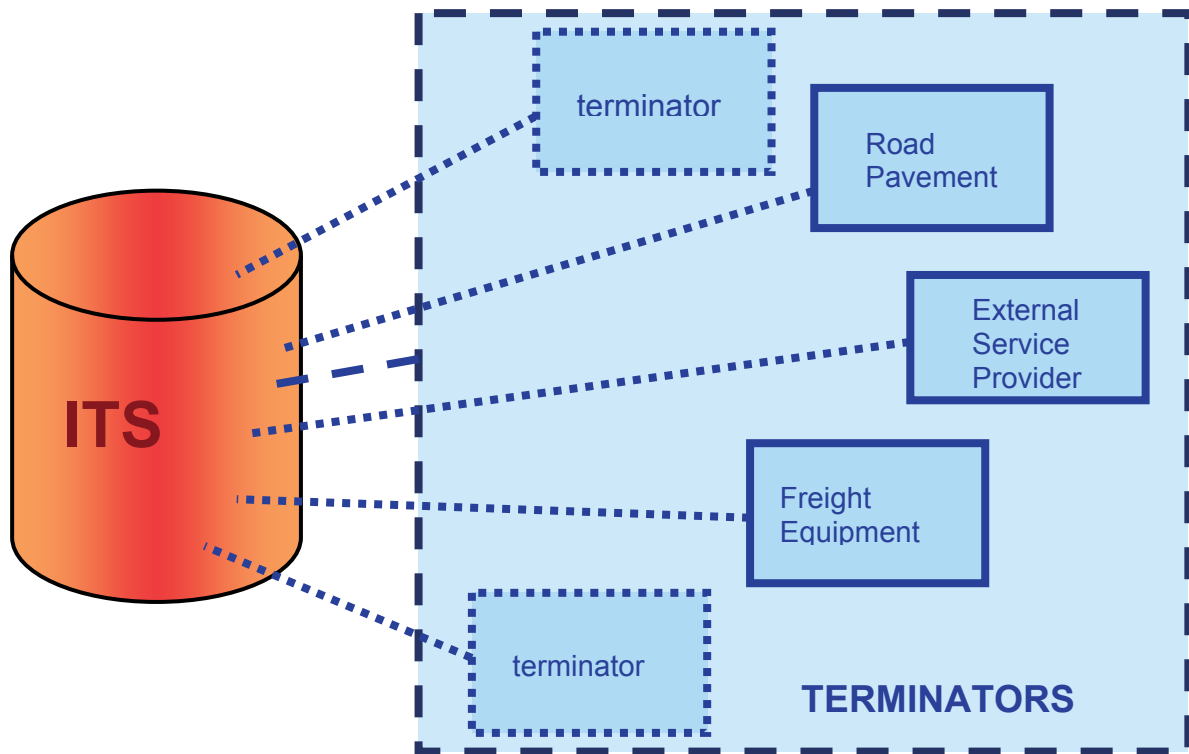 terminator
Road
Pavement
External
Service
Provider
ITS
Freight
Equipment
terminator
TERMINATORS